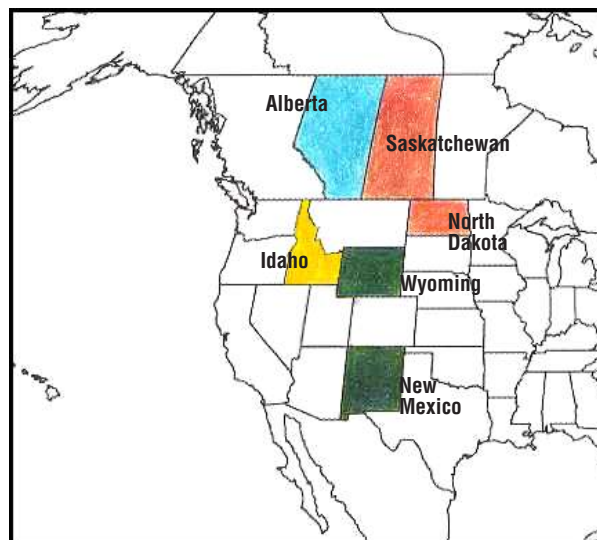 Alberta
Saskatchewan
North
Dakota
Idaho
Wyoming
New
Mexico